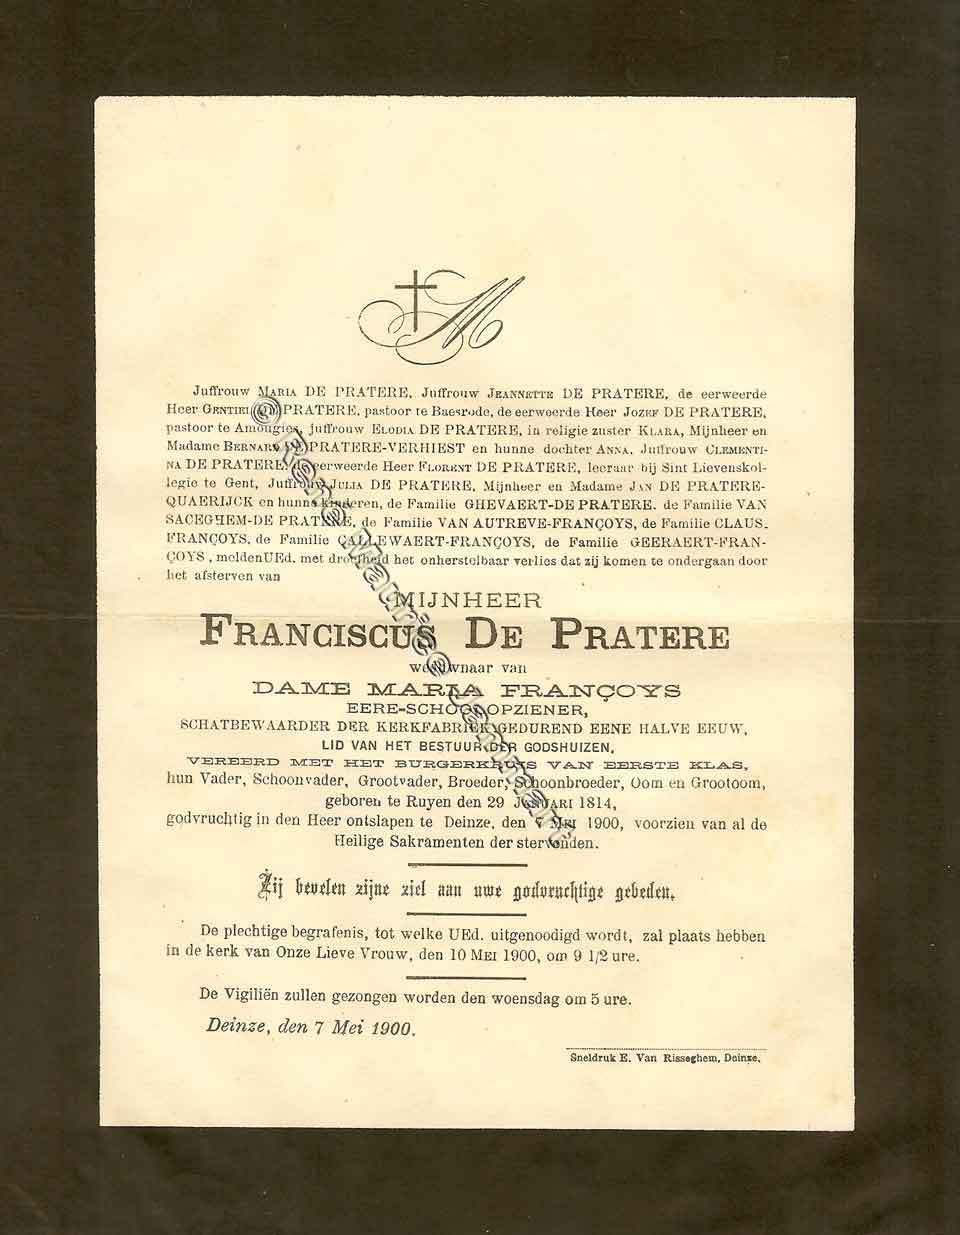 M
Juffrouw MARIA DE PRATERE, Juffrouw JEANNETTE DE PRATERE, de eerweerde
Heer GENTIEL DE PRATERE, pastoor te Baesrode, de eerweerde Heer JOZEF DE PRATERE,
pastoor te Amougies, juffrouw ELODIA DE PRATERE, in religie zuster KLARA, Mijnheer en
Madame BERNARD DE PRATERE-VERHIEST en hunne dochter ANNA, Juffrouw CLEMENTI-
NA DE PRATERE, de eerweerde Heer FLORENT DE PRATERE, leeraar bij Sint Lievenskol-
legie te Gent, Juffrouw JULIA DE PRATERE, Mijnheer en Madame JAN DE PRATERE-
QUAERIJCK en hunne kinderen, de Familie GHEVAERT-DE PRATERE, de Familie VAN
SACEGHEM-DE PRATERE, de Familie VAN AUTREVE-FRANÇOYS, de Familie CLAUS-
FRANÇOYS, de Familie CALLEWAERT-FRANÇOYS, de Familie GEERAERT-FRAN-
ÇOYS, melden UEd. met droefheid het onherstelbaar verlies dat zij komen te ondergaan door
het afsterven van
MIJNHEER
FRANCISCUS DE PRATERE
weduwnaar van
DAME MARIA FRANÇOYS
EERE-SCHOOLOPZIENER,
SCHATBEWAARDER DER KERKFABRIEK GEDUREND EENE HALVE EEUW,
LID VAN HET BESTUUR DER GODSHUIZEN,
VEREERD MET HET BURGERKRUIS VAN EERSTE KLAS,
hun Vader, Schoonvader, Grootvader, Broeder, Schoonbroeder, Oom en Grootoom,
geboren te Ruyen den 29 JANUARI 1814,
godvruchtig in den Heer ontslapen te Deinze, den 7 MEI 1900, voorzien van al de
Heilige Sakramenten der stervenden.
Zij bevelen zijne ziel aan uwe godvruchtige gebeden.
De plechtige begrafenis, tot welke UEd. uitgenoodigd wordt, zal plaats hebben
in de kerk van Onze Lieve Vrouw, den 10 MEI 1900, om 9 1/2 ure.
De Vigiliën zullen gezongen worden den woensdag om 5 ure.
Deinze, den 7 Mei 1900.
Sneldruk E. Van Risseghem, Deinze.
© Rene Maurice Jammart